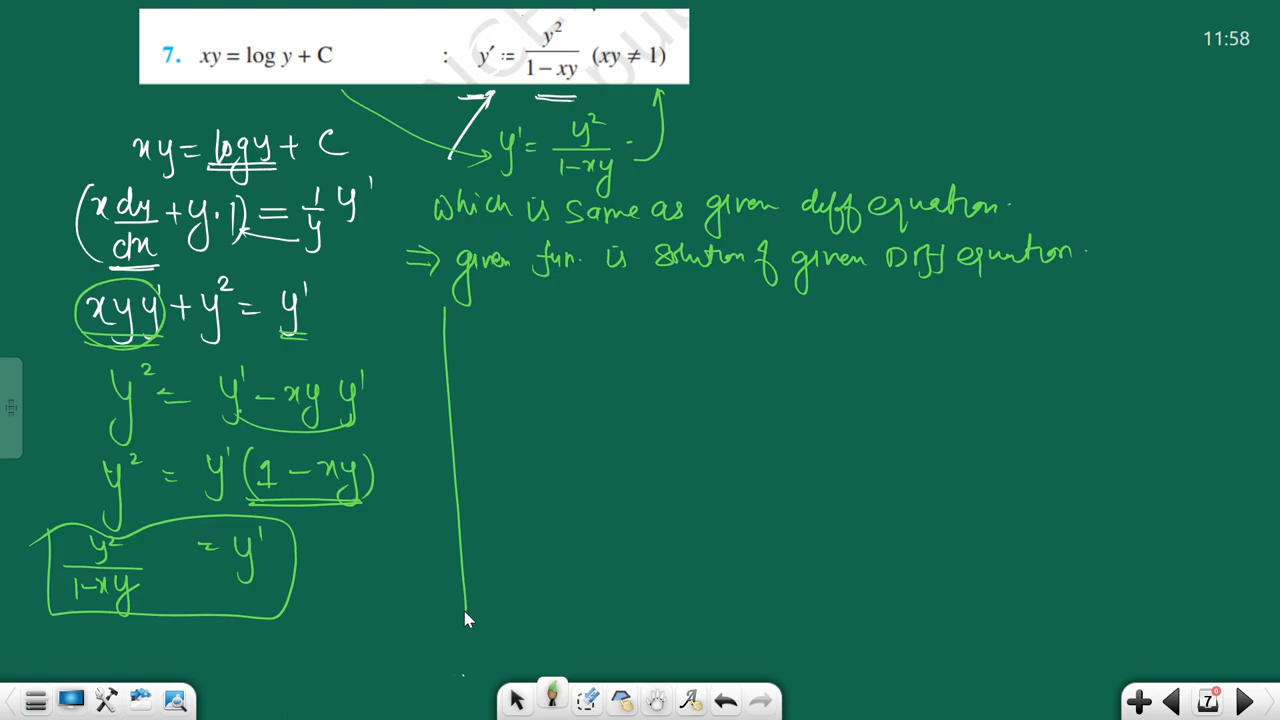 7. xy = log y + C : y′ = y²/(1 – xy) (xy ≠ 1)
11:58
xy = log y + C
(x dy/dx + y·1) = 1/y y'
xyy' + y² = y'
y² = y' – xy y'
y² = y' (1 – xy)
y²/(1–xy) = y'
y' = y²/(1–xy)
which is same as given diff equation.
⇒ given fun. is solution of given Diff equation.
7